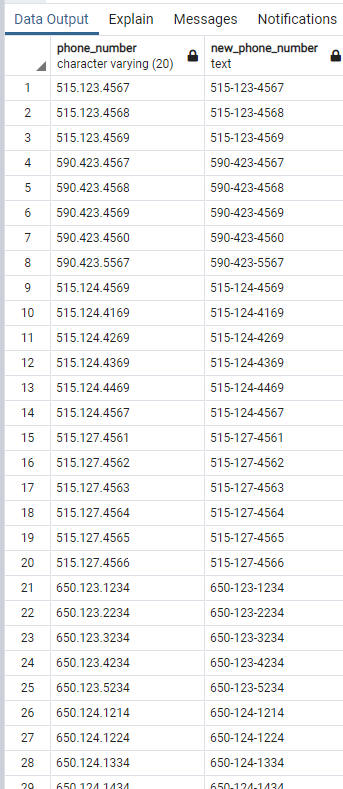 Data Output Explain Messages Notifications
phone_number new_phone_number
character varying (20) text
1 515.123.4567 515-123-4567
2 515.123.4568 515-123-4568
3 515.123.4569 515-123-4569
4 590.423.4567 590-423-4567
5 590.423.4568 590-423-4568
6 590.423.4569 590-423-4569
7 590.423.4560 590-423-4560
8 590.423.5567 590-423-5567
9 515.124.4569 515-124-4569
10 515.124.4169 515-124-4169
11 515.124.4269 515-124-4269
12 515.124.4369 515-124-4369
13 515.124.4469 515-124-4469
14 515.124.4567 515-124-4567
15 515.127.4561 515-127-4561
16 515.127.4562 515-127-4562
17 515.127.4563 515-127-4563
18 515.127.4564 515-127-4564
19 515.127.4565 515-127-4565
20 515.127.4566 515-127-4566
21 650.123.1234 650-123-1234
22 650.123.2234 650-123-2234
23 650.123.3234 650-123-3234
24 650.123.4234 650-123-4234
25 650.123.5234 650-123-5234
26 650.124.1214 650-124-1214
27 650.124.1224 650-124-1224
28 650.124.1334 650-124-1334
29 650.124.1434 650-124-1434